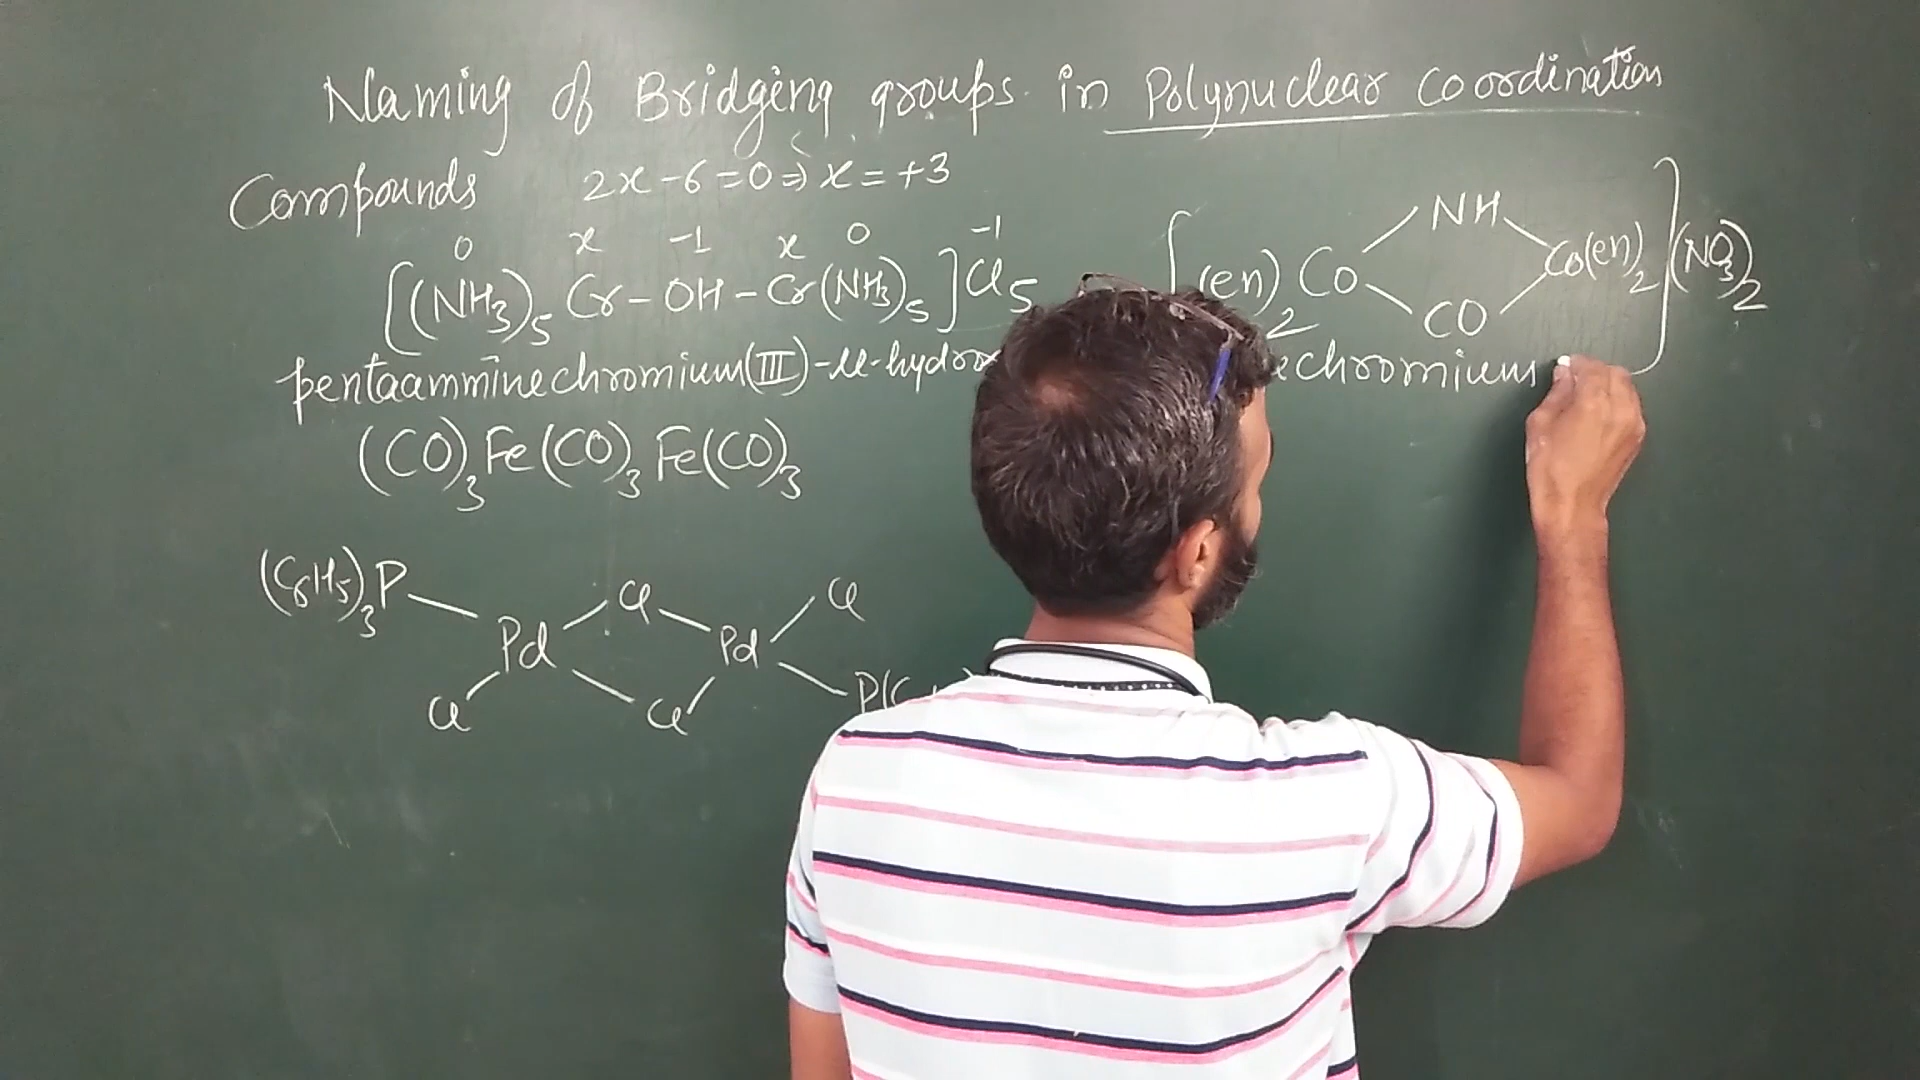 Naming of Bridging groups in Polynuclear Coordination
Compounds 2x-6=0⇒x=+3
0 x -1 x 0 -1
[(NH3)5 Cr-OH-Cr(NH3)5]Cl5
[(en)2 Co NH CO Co(en)2](NO3)2
pentaamminechromium(III)-μ-hydrox echromium
(CO)3Fe(CO)3Fe(CO)3
(C6H5)3P Pd Cl Pd Cl
Cl Cl P(C